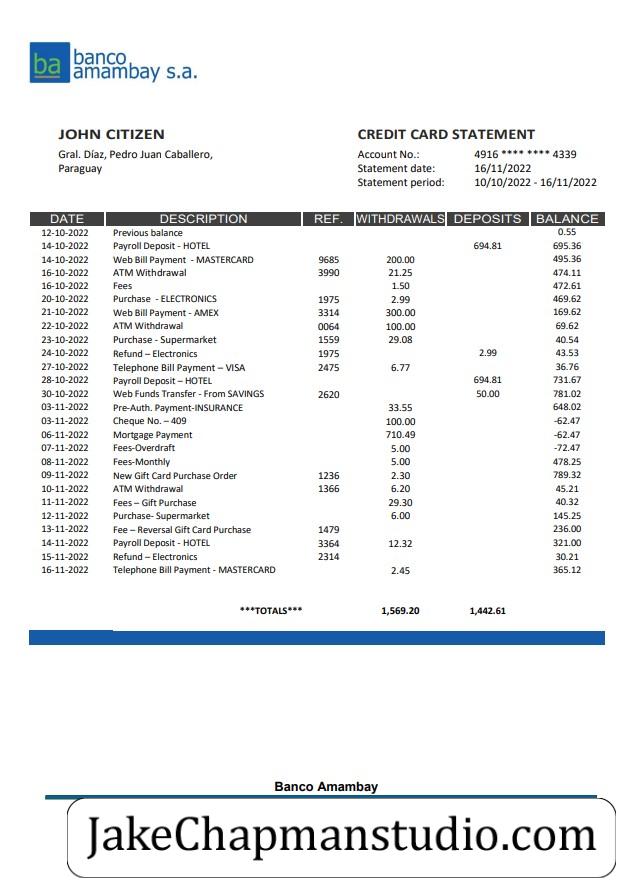 ba banco
amambay s.a.
JOHN CITIZEN
Gral. Díaz, Pedro Juan Caballero,
Paraguay
CREDIT CARD STATEMENT
Account No.: 4916 **** **** 4339
Statement date: 16/11/2022
Statement period: 10/10/2022 - 16/11/2022
DATE DESCRIPTION REF. WITHDRAWALS DEPOSITS BALANCE
12-10-2022 Previous balance 0.55
14-10-2022 Payroll Deposit - HOTEL 694.81 695.36
14-10-2022 Web Bill Payment - MASTERCARD 9685 200.00 495.36
16-10-2022 ATM Withdrawal 3990 21.25 474.11
16-10-2022 Fees 1.50 472.61
20-10-2022 Purchase - ELECTRONICS 1975 2.99 469.62
21-10-2022 Web Bill Payment - AMEX 3314 300.00 169.62
22-10-2022 ATM Withdrawal 0064 100.00 69.62
23-10-2022 Purchase - Supermarket 1559 29.08 40.54
24-10-2022 Refund – Electronics 1975 2.99 43.53
27-10-2022 Telephone Bill Payment – VISA 2475 6.77 36.76
28-10-2022 Payroll Deposit – HOTEL 694.81 731.67
30-10-2022 Web Funds Transfer - From SAVINGS 2620 50.00 781.02
03-11-2022 Pre-Auth. Payment-INSURANCE 33.55 648.02
03-11-2022 Cheque No. – 409 100.00 -62.47
06-11-2022 Mortgage Payment 710.49 -62.47
07-11-2022 Fees-Overdraft 5.00 -72.47
08-11-2022 Fees-Monthly 5.00 478.25
09-11-2022 New Gift Card Purchase Order 1236 2.30 789.32
10-11-2022 ATM Withdrawal 1366 6.20 45.21
11-11-2022 Fees – Gift Purchase 29.30 40.32
12-11-2022 Purchase- Supermarket 6.00 145.25
13-11-2022 Fee – Reversal Gift Card Purchase 1479 236.00
14-11-2022 Payroll Deposit - HOTEL 3364 12.32 321.00
15-11-2022 Refund – Electronics 2314 30.21
16-11-2022 Telephone Bill Payment - MASTERCARD 2.45 365.12
***TOTALS*** 1,569.20 1,442.61
Banco Amambay
JakeChapmanstudio.com